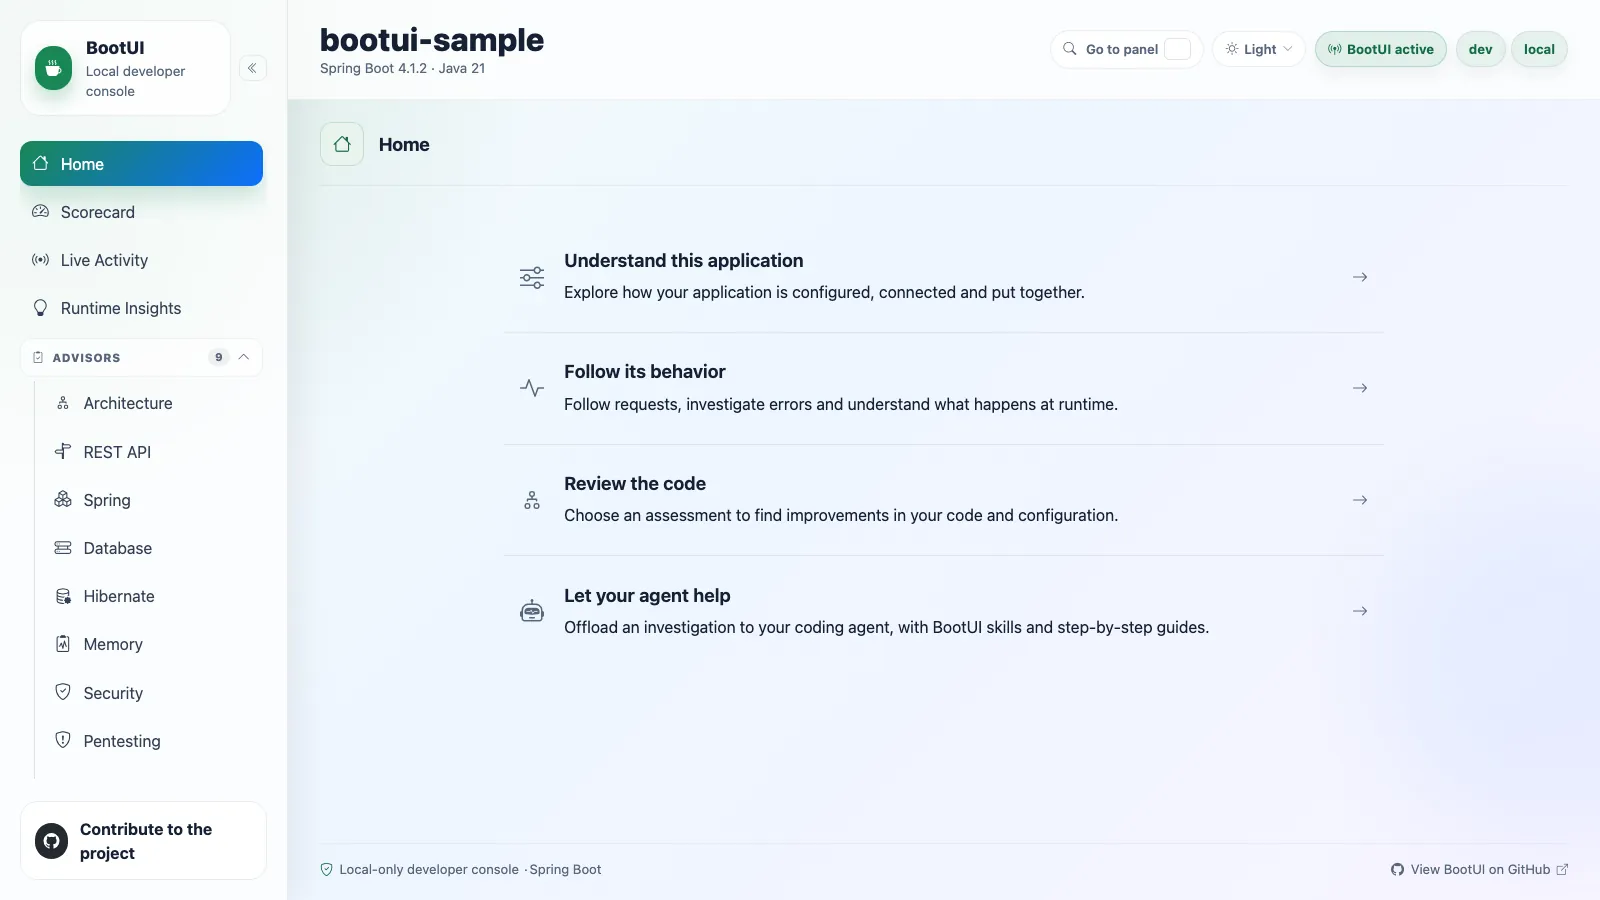 BootUI
Local developer
console
Home
Scorecard
Live Activity
Runtime Insights
ADVISORS 9
Architecture
REST API
Spring
Database
Hibernate
Memory
Security
Pentesting
Contribute to the
project
bootui-sample
Spring Boot 4.1.2 · Java 21
Go to panel
Light
BootUI active
dev
local
Home
Understand this application
Explore how your application is configured, connected and put together.
Follow its behavior
Follow requests, investigate errors and understand what happens at runtime.
Review the code
Choose an assessment to find improvements in your code and configuration.
Let your agent help
Offload an investigation to your coding agent, with BootUI skills and step-by-step guides.
Local-only developer console · Spring Boot
View BootUI on GitHub